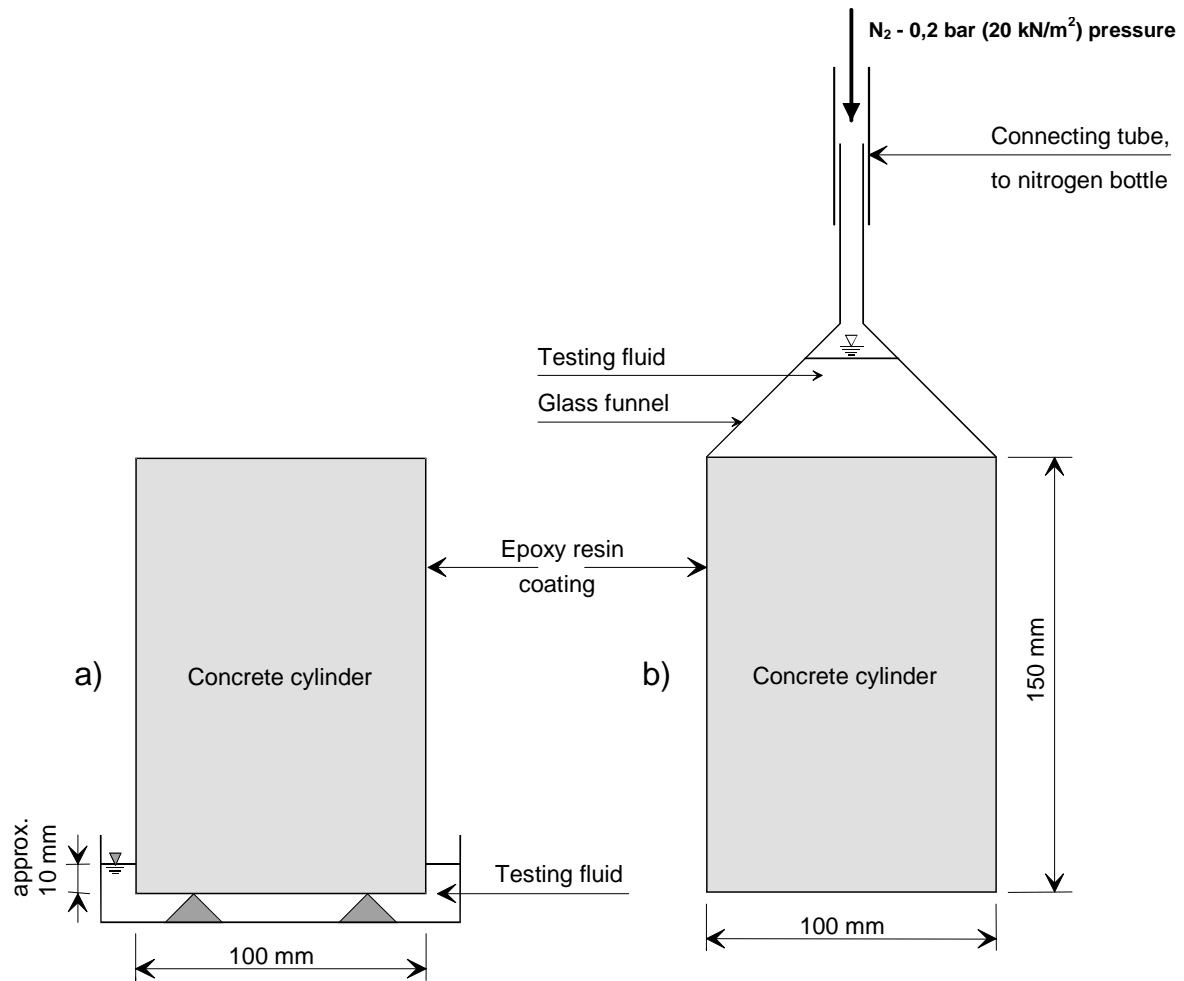 N₂ - 0,2 bar (20 kN/m²) pressure
Connecting tube,
to nitrogen bottle
Testing fluid
Glass funnel
Epoxy resin
coating
a)
Concrete cylinder
b)
Concrete cylinder
150 mm
approx.
10 mm
Testing fluid
100 mm
100 mm